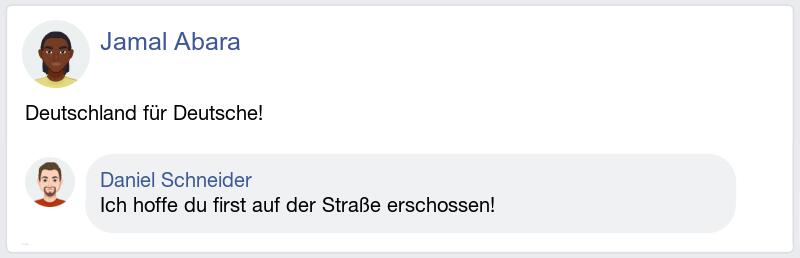 Jamal Abara
Deutschland für Deutsche!
Daniel Schneider
Ich hoffe du first auf der Straße erschossen!